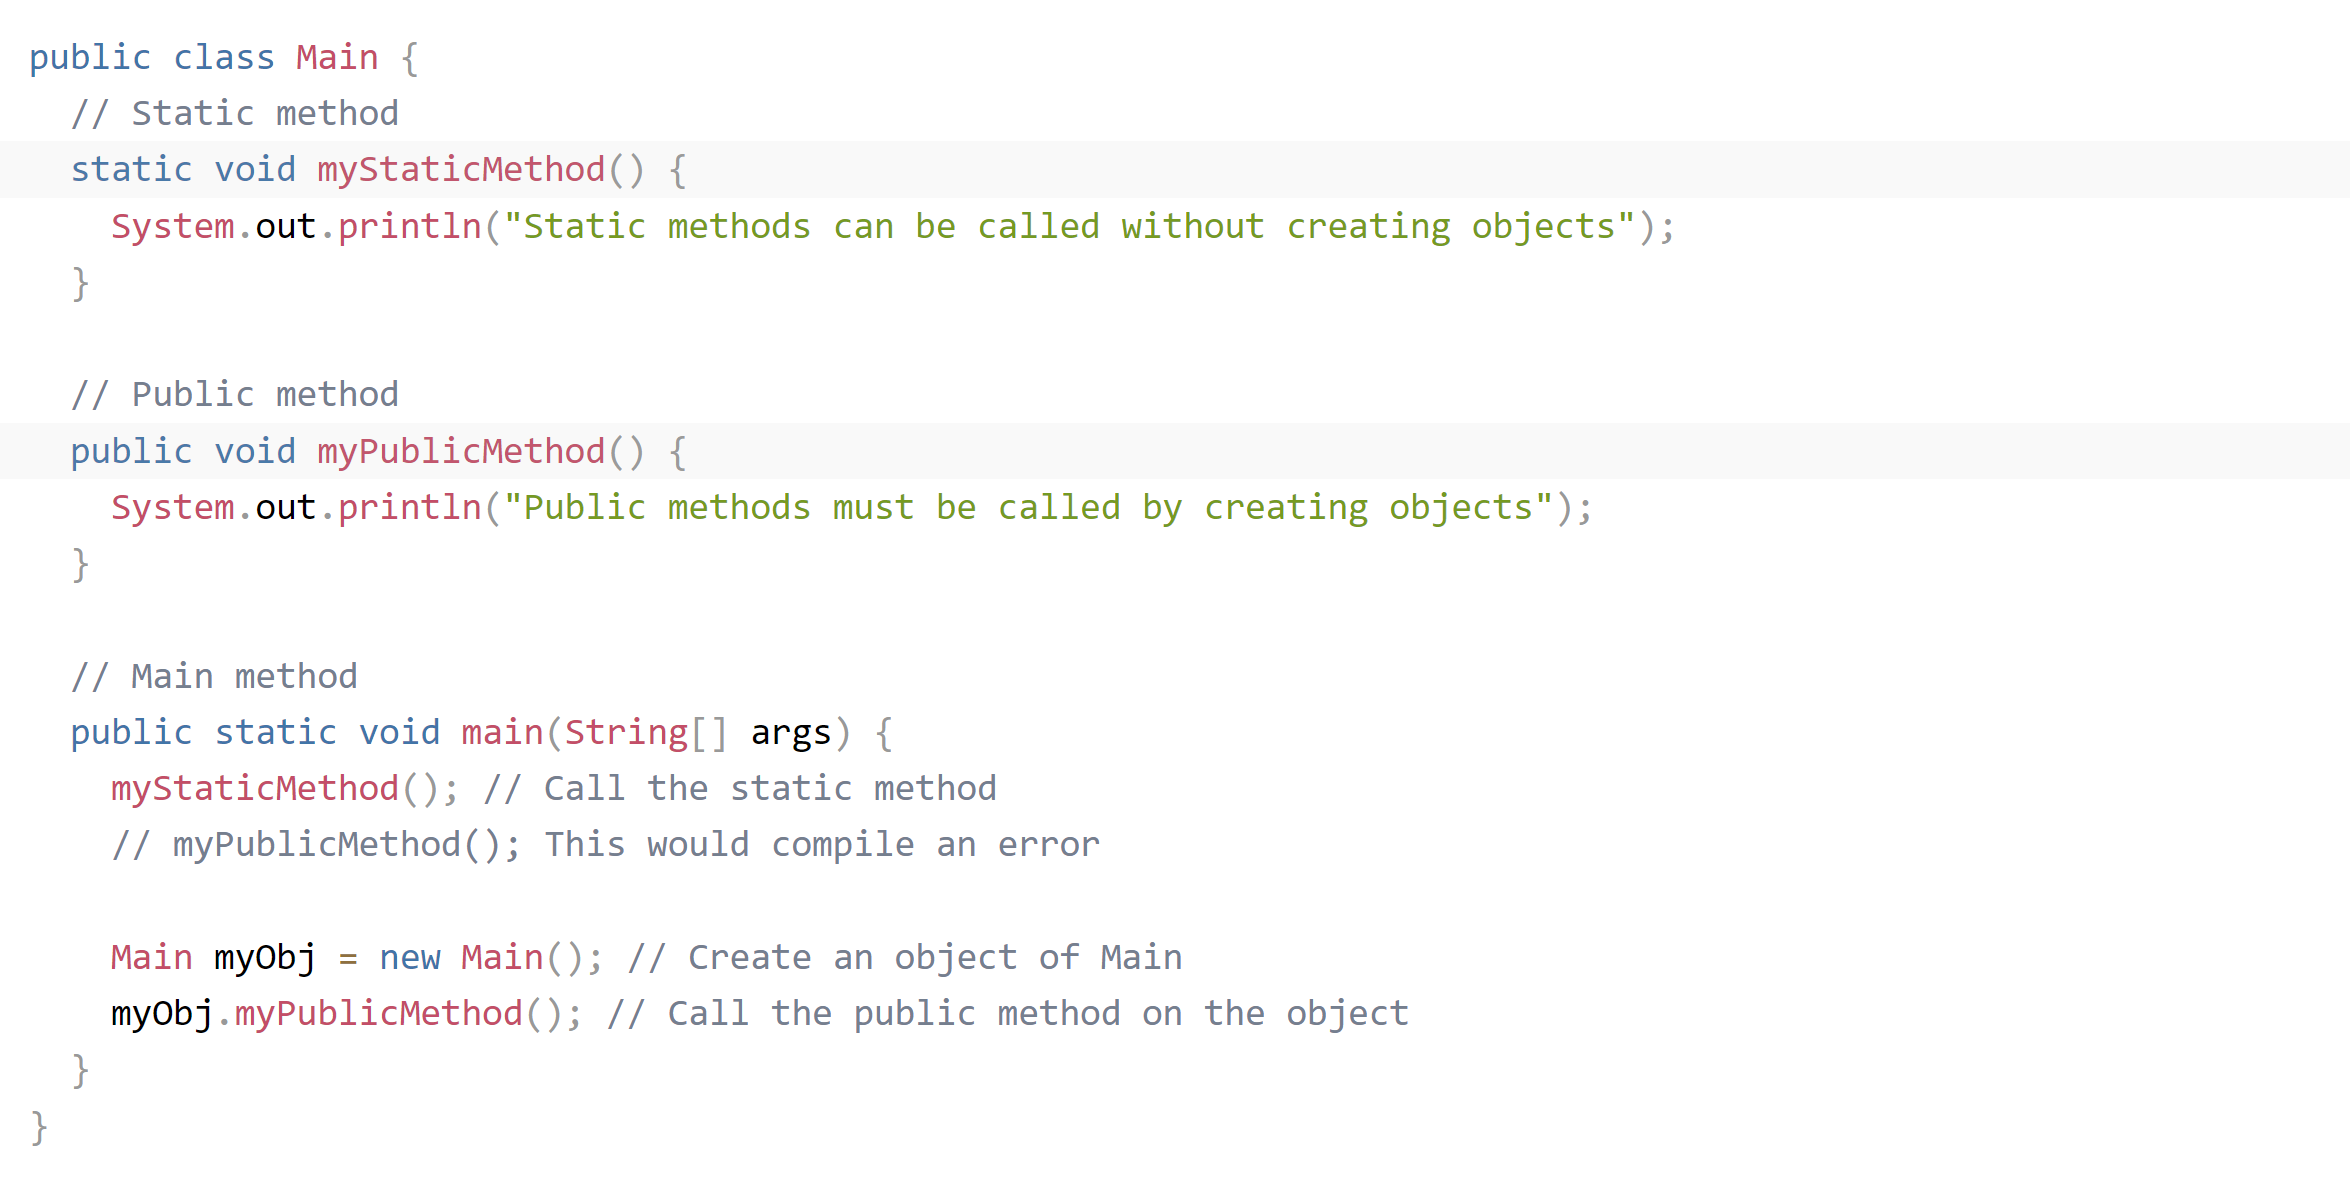 public class Main {
  // Static method
  static void myStaticMethod() {
    System.out.println("Static methods can be called without creating objects");
  }

  // Public method
  public void myPublicMethod() {
    System.out.println("Public methods must be called by creating objects");
  }

  // Main method
  public static void main(String[] args) {
    myStaticMethod(); // Call the static method
    // myPublicMethod(); This would compile an error

    Main myObj = new Main(); // Create an object of Main
    myObj.myPublicMethod(); // Call the public method on the object
  }
}